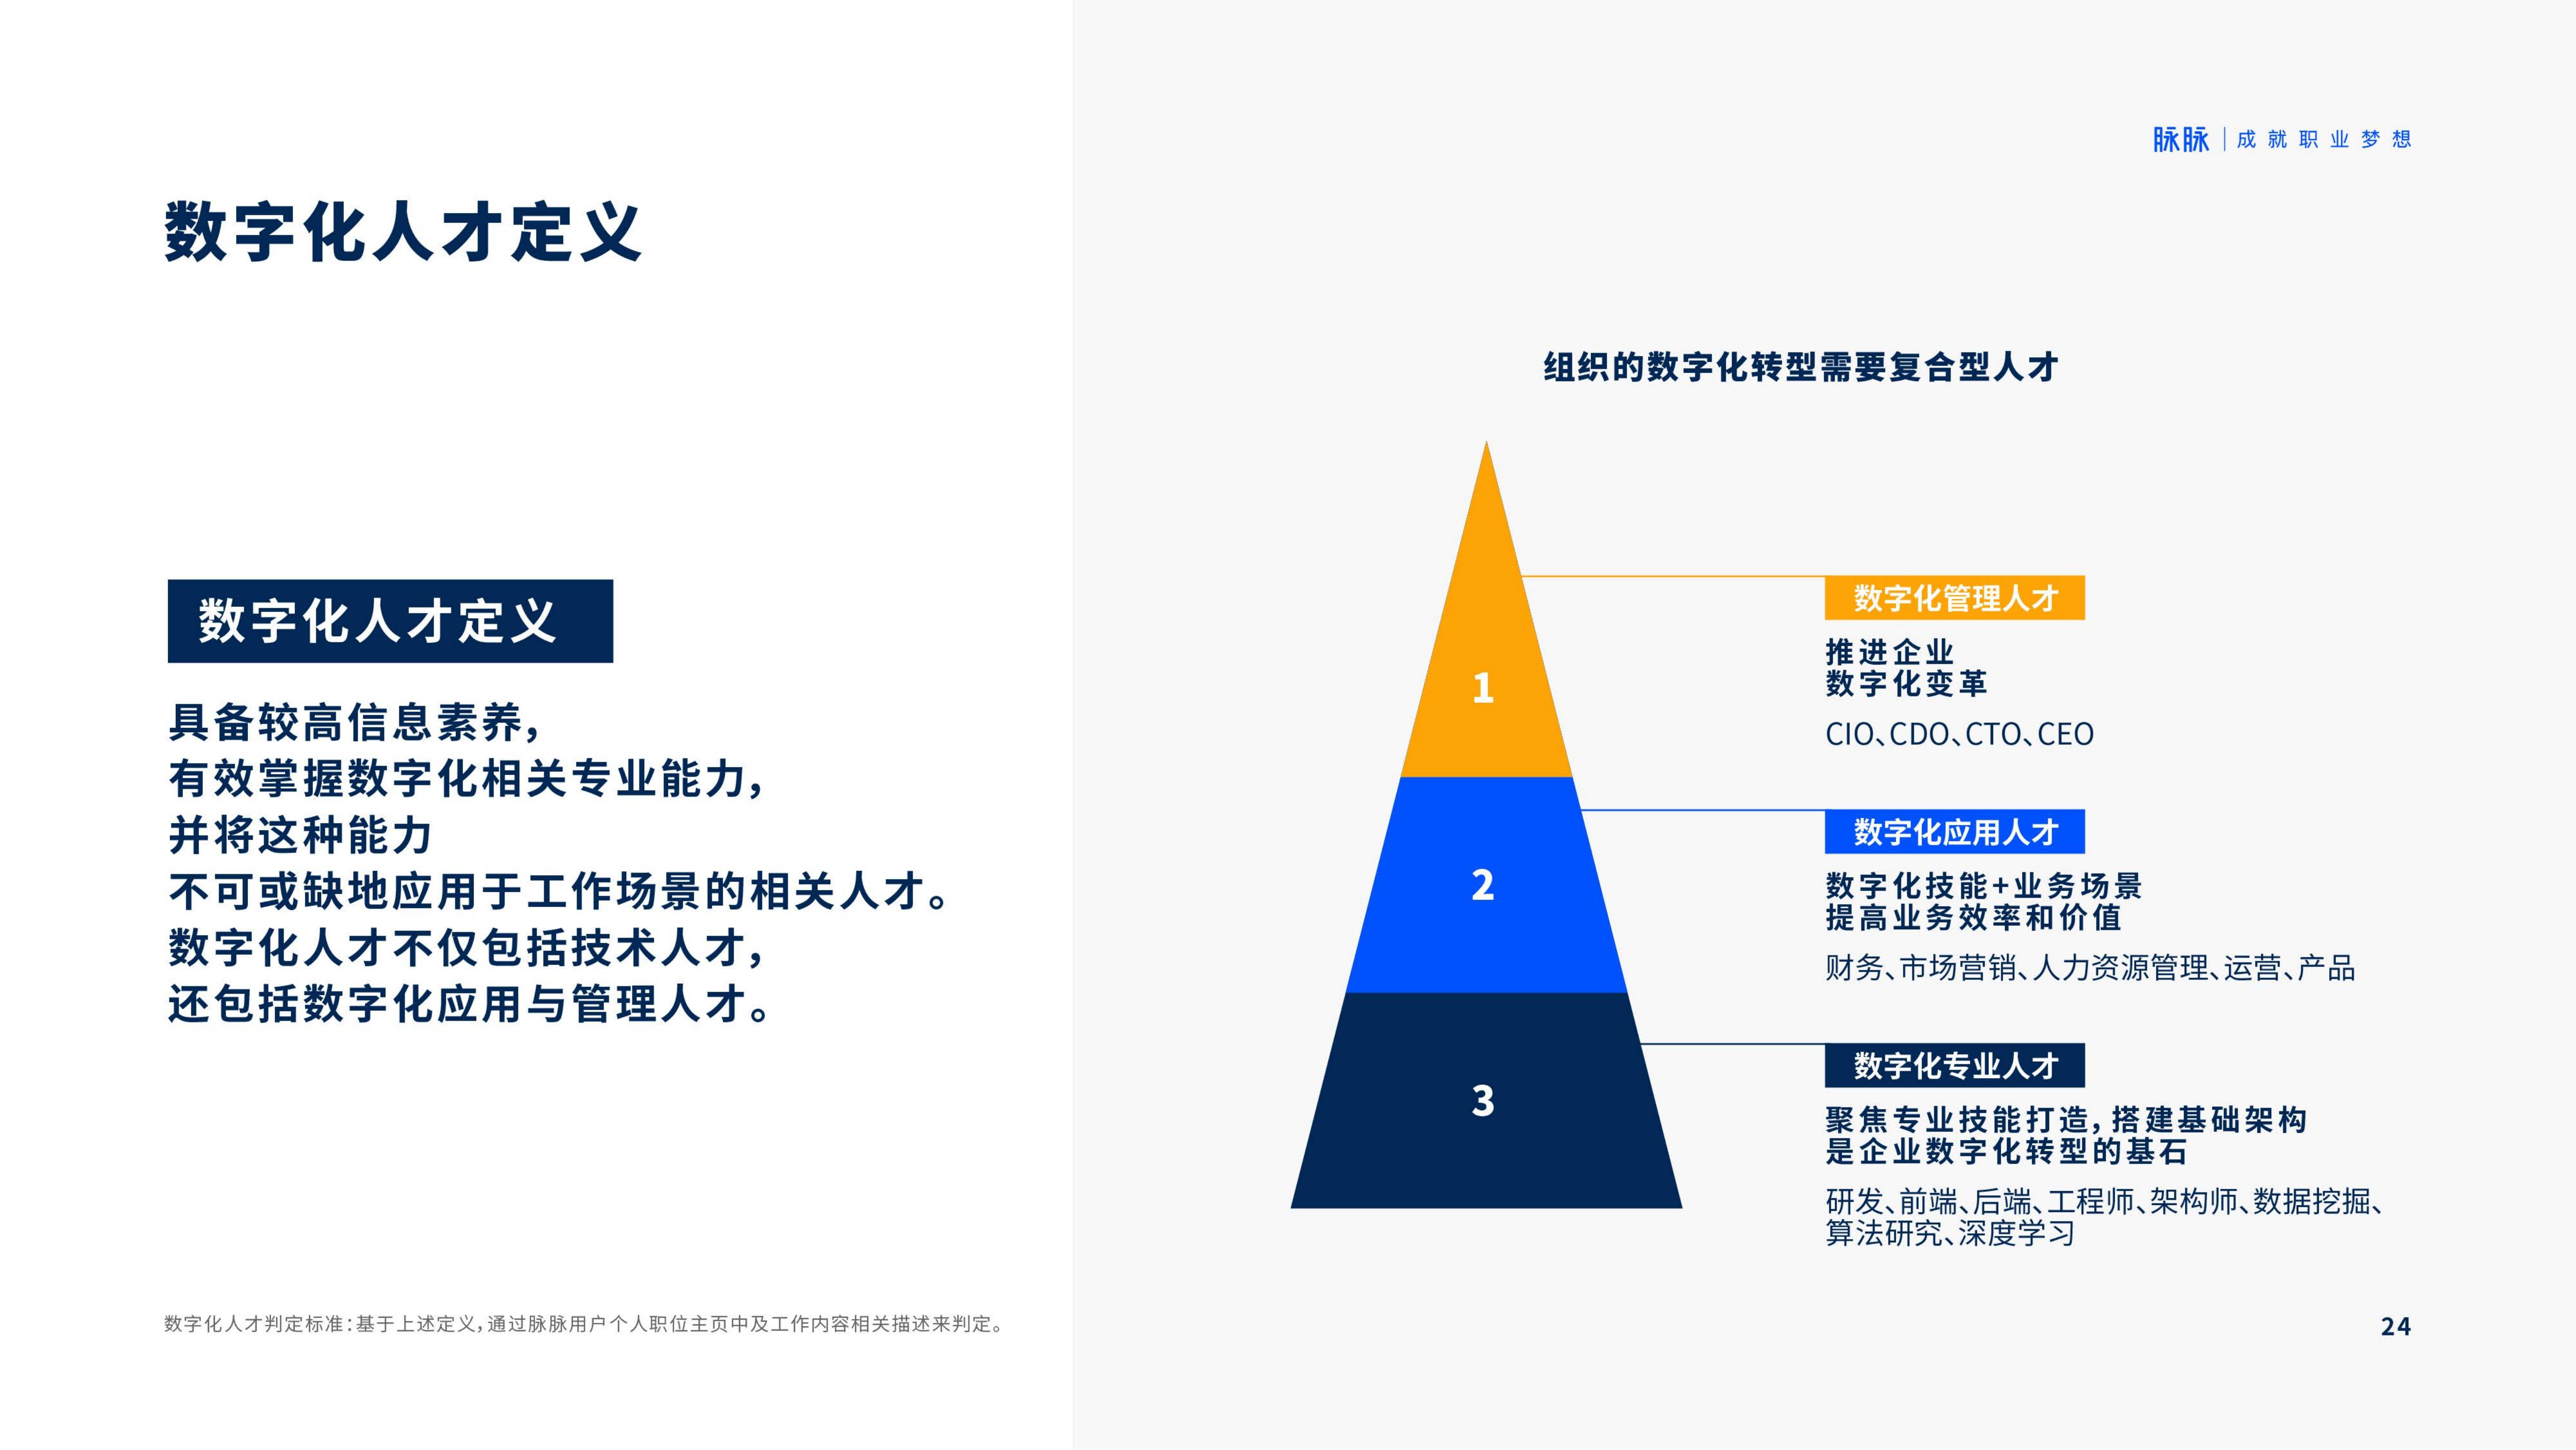 脉脉 | 成就职业梦想
数字化人才定义
数字化人才定义
具备较高信息素养，
有效掌握数字化相关专业能力，
并将这种能力
不可或缺地应用于工作场景的相关人才。
数字化人才不仅包括技术人才，
还包括数字化应用与管理人才。
组织的数字化转型需要复合型人才
1
数字化管理人才
推进企业
数字化变革
CIO、CDO、CTO、CEO
2
数字化应用人才
数字化技能+业务场景
提高业务效率和价值
财务、市场营销、人力资源管理、运营、产品
3
数字化专业人才
聚焦专业技能打造，搭建基础架构
是企业数字化转型的基石
研发、前端、后端、工程师、架构师、数据挖掘、
算法研究、深度学习
数字化人才判定标准：基于上述定义，通过脉脉用户个人职位主页中及工作内容相关描述来判定。
24